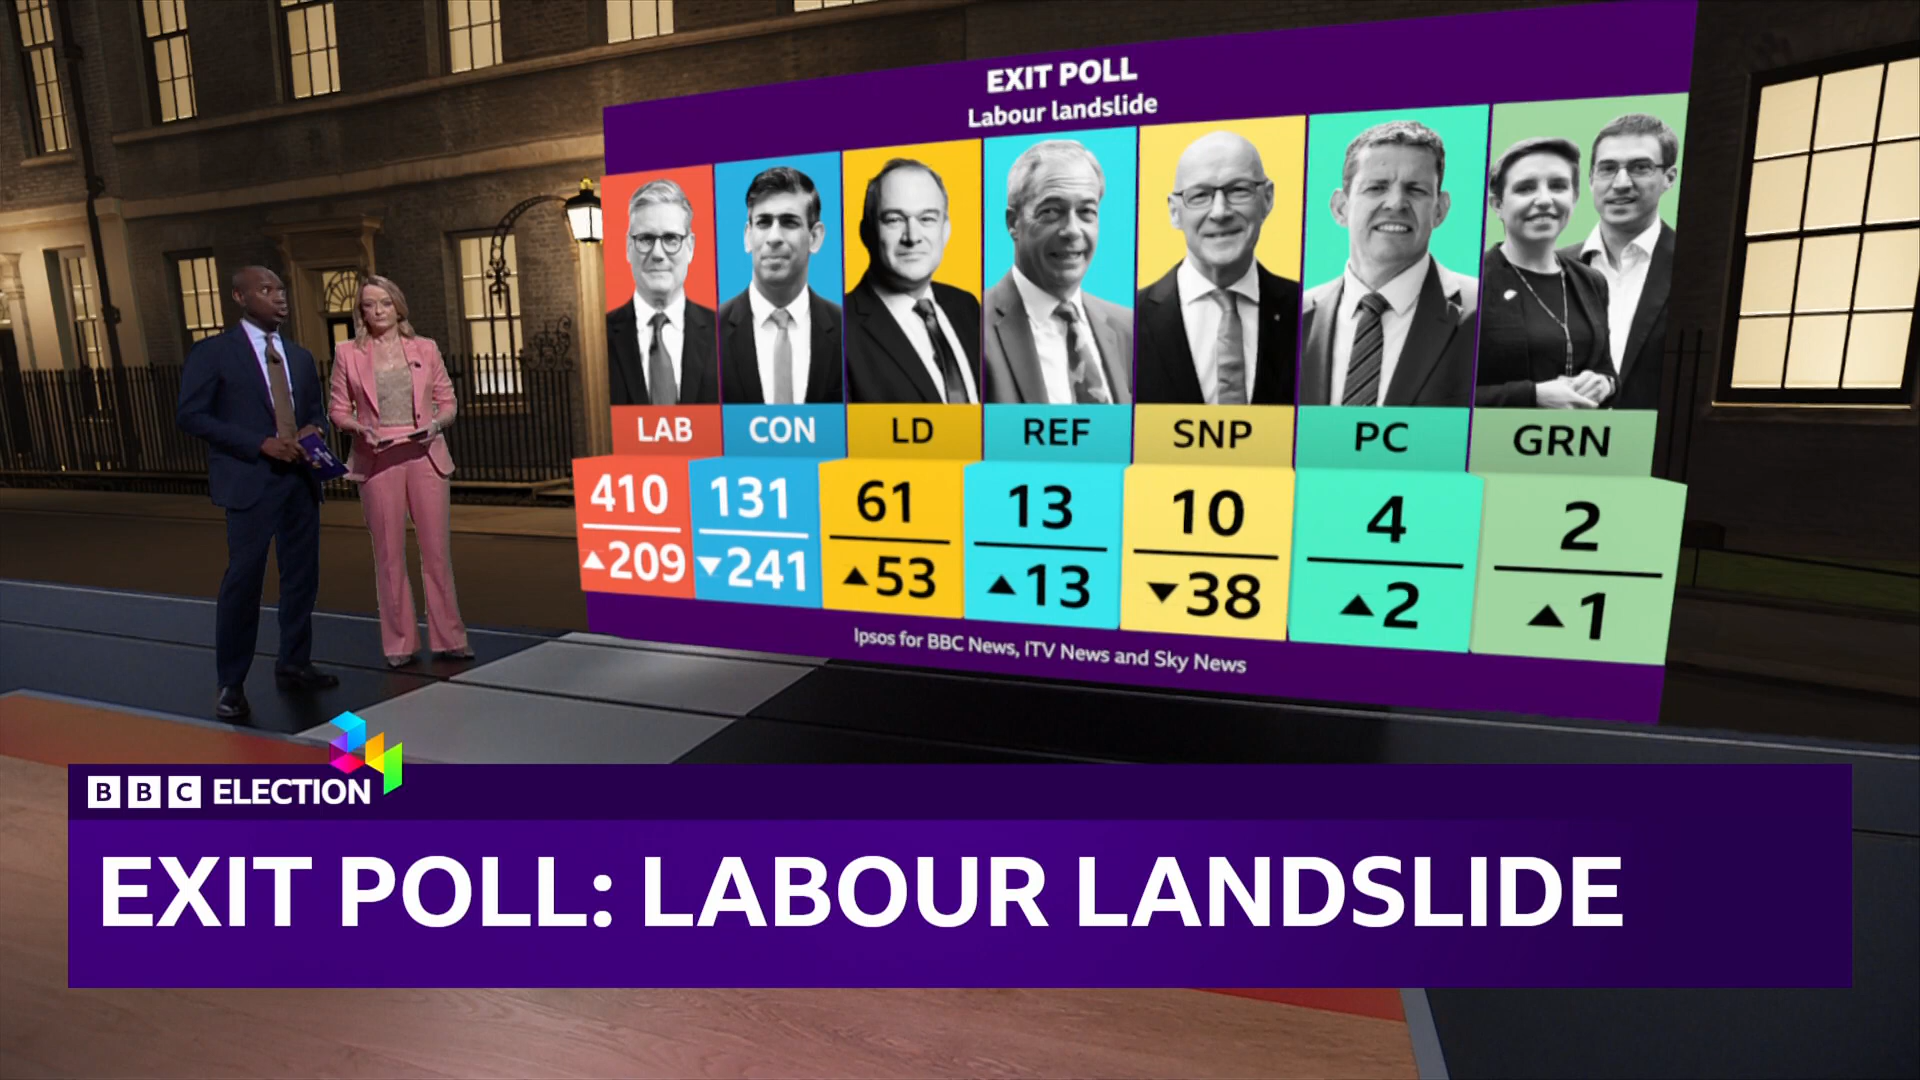 EXIT POLL
Labour landslide
LAB CON LD REF SNP PC GRN
410 131 61 13 10 4 2
▲209 ▼241 ▲53 ▲13 ▼38 ▲2 ▲1
Ipsos for BBC News, ITV News and Sky News
BBC ELECTION
EXIT POLL: LABOUR LANDSLIDE